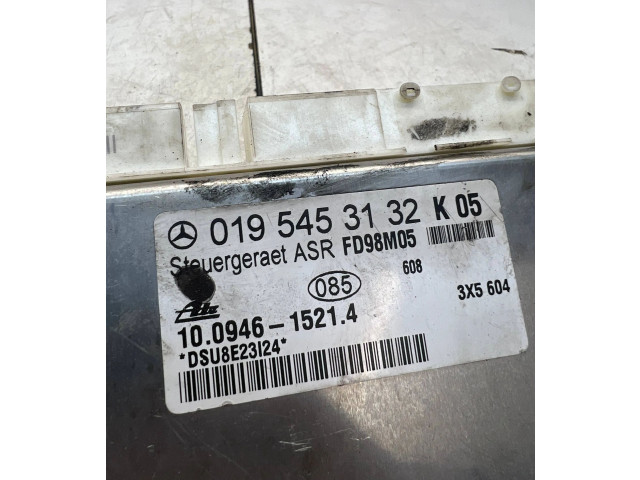 019 545 31 32 K 05
Steuergeraet ASR FD98M05
085 608 3X5 604
Ate
10.0946-1521.4
*DSU8E23I24*